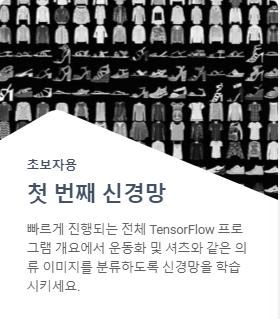 초보자용
첫 번째 신경망
빠르게 진행되는 전체 TensorFlow 프로
그램 개요에서 운동화 및 셔츠와 같은 의
류 이미지를 분류하도록 신경망을 학습
시키세요.